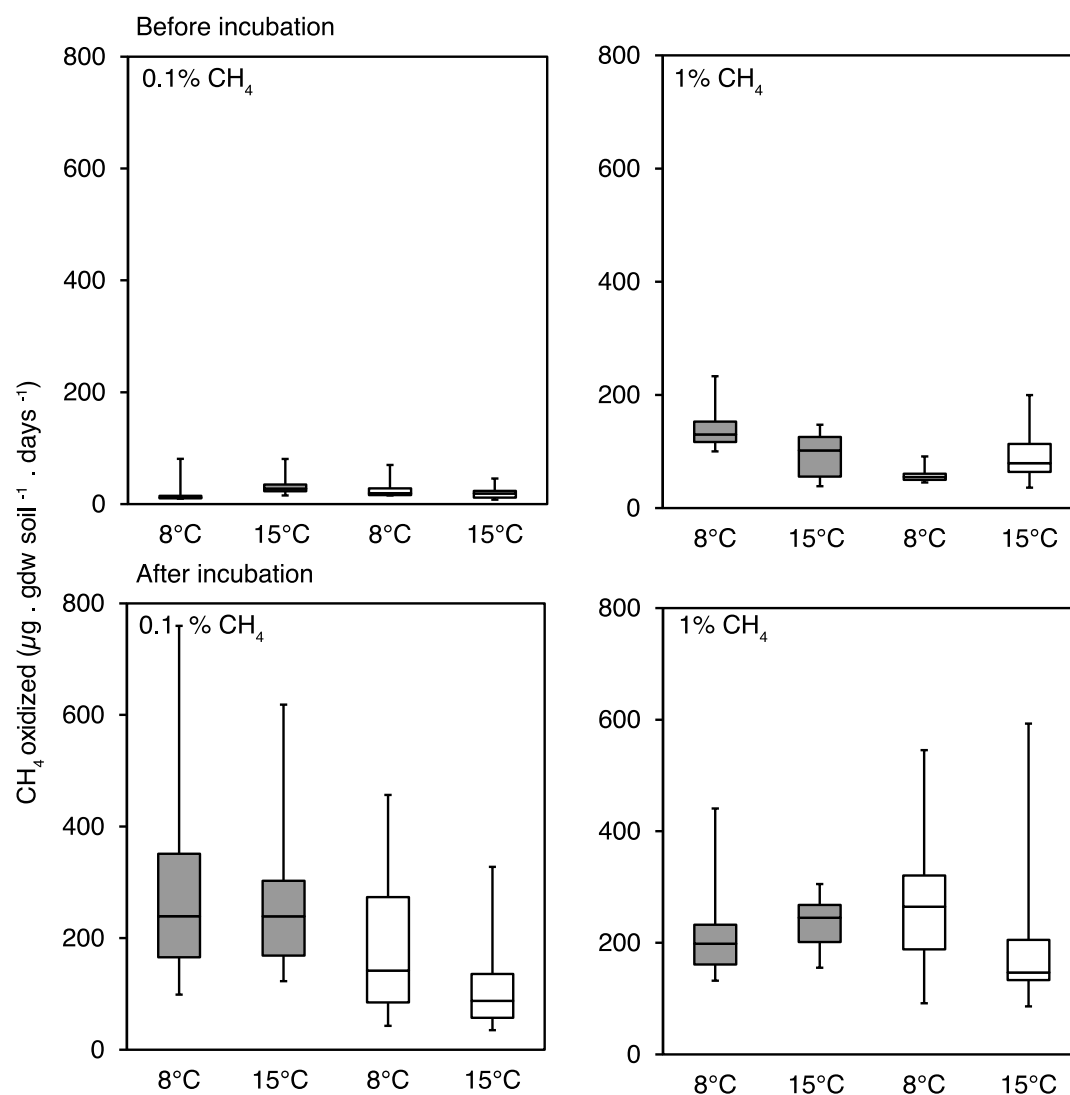 Before incubation
800
600
400
200
0
0.1% CH₄
8°C 15°C 8°C 15°C
800
600
400
200
0
1% CH₄
8°C 15°C 8°C 15°C
CH₄ oxidized (µg . gdw soil ⁻¹ . days ⁻¹)
After incubation
800
600
400
200
0
0.1 % CH₄
8°C 15°C 8°C 15°C
800
600
400
200
0
1% CH₄
8°C 15°C 8°C 15°C